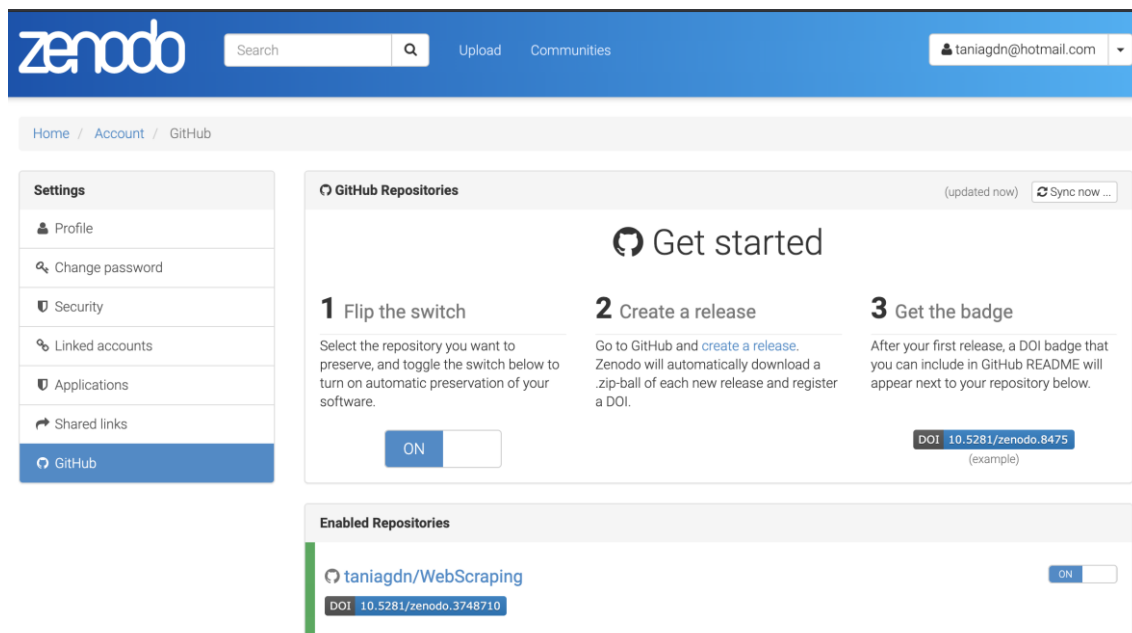 zenodo
Search
Upload
Communities
taniagdn@hotmail.com
Home / Account / GitHub
Settings
Profile
Change password
Security
Linked accounts
Applications
Shared links
GitHub
GitHub Repositories
(updated now)
Sync now ...
Get started
1 Flip the switch
Select the repository you want to
preserve, and toggle the switch below to
turn on automatic preservation of your
software.
ON
2 Create a release
Go to GitHub and create a release.
Zenodo will automatically download a
.zip-ball of each new release and register
a DOI.
3 Get the badge
After your first release, a DOI badge that
you can include in GitHub README will
appear next to your repository below.
DOI 10.5281/zenodo.8475
(example)
Enabled Repositories
taniagdn/WebScraping
ON
DOI 10.5281/zenodo.3748710